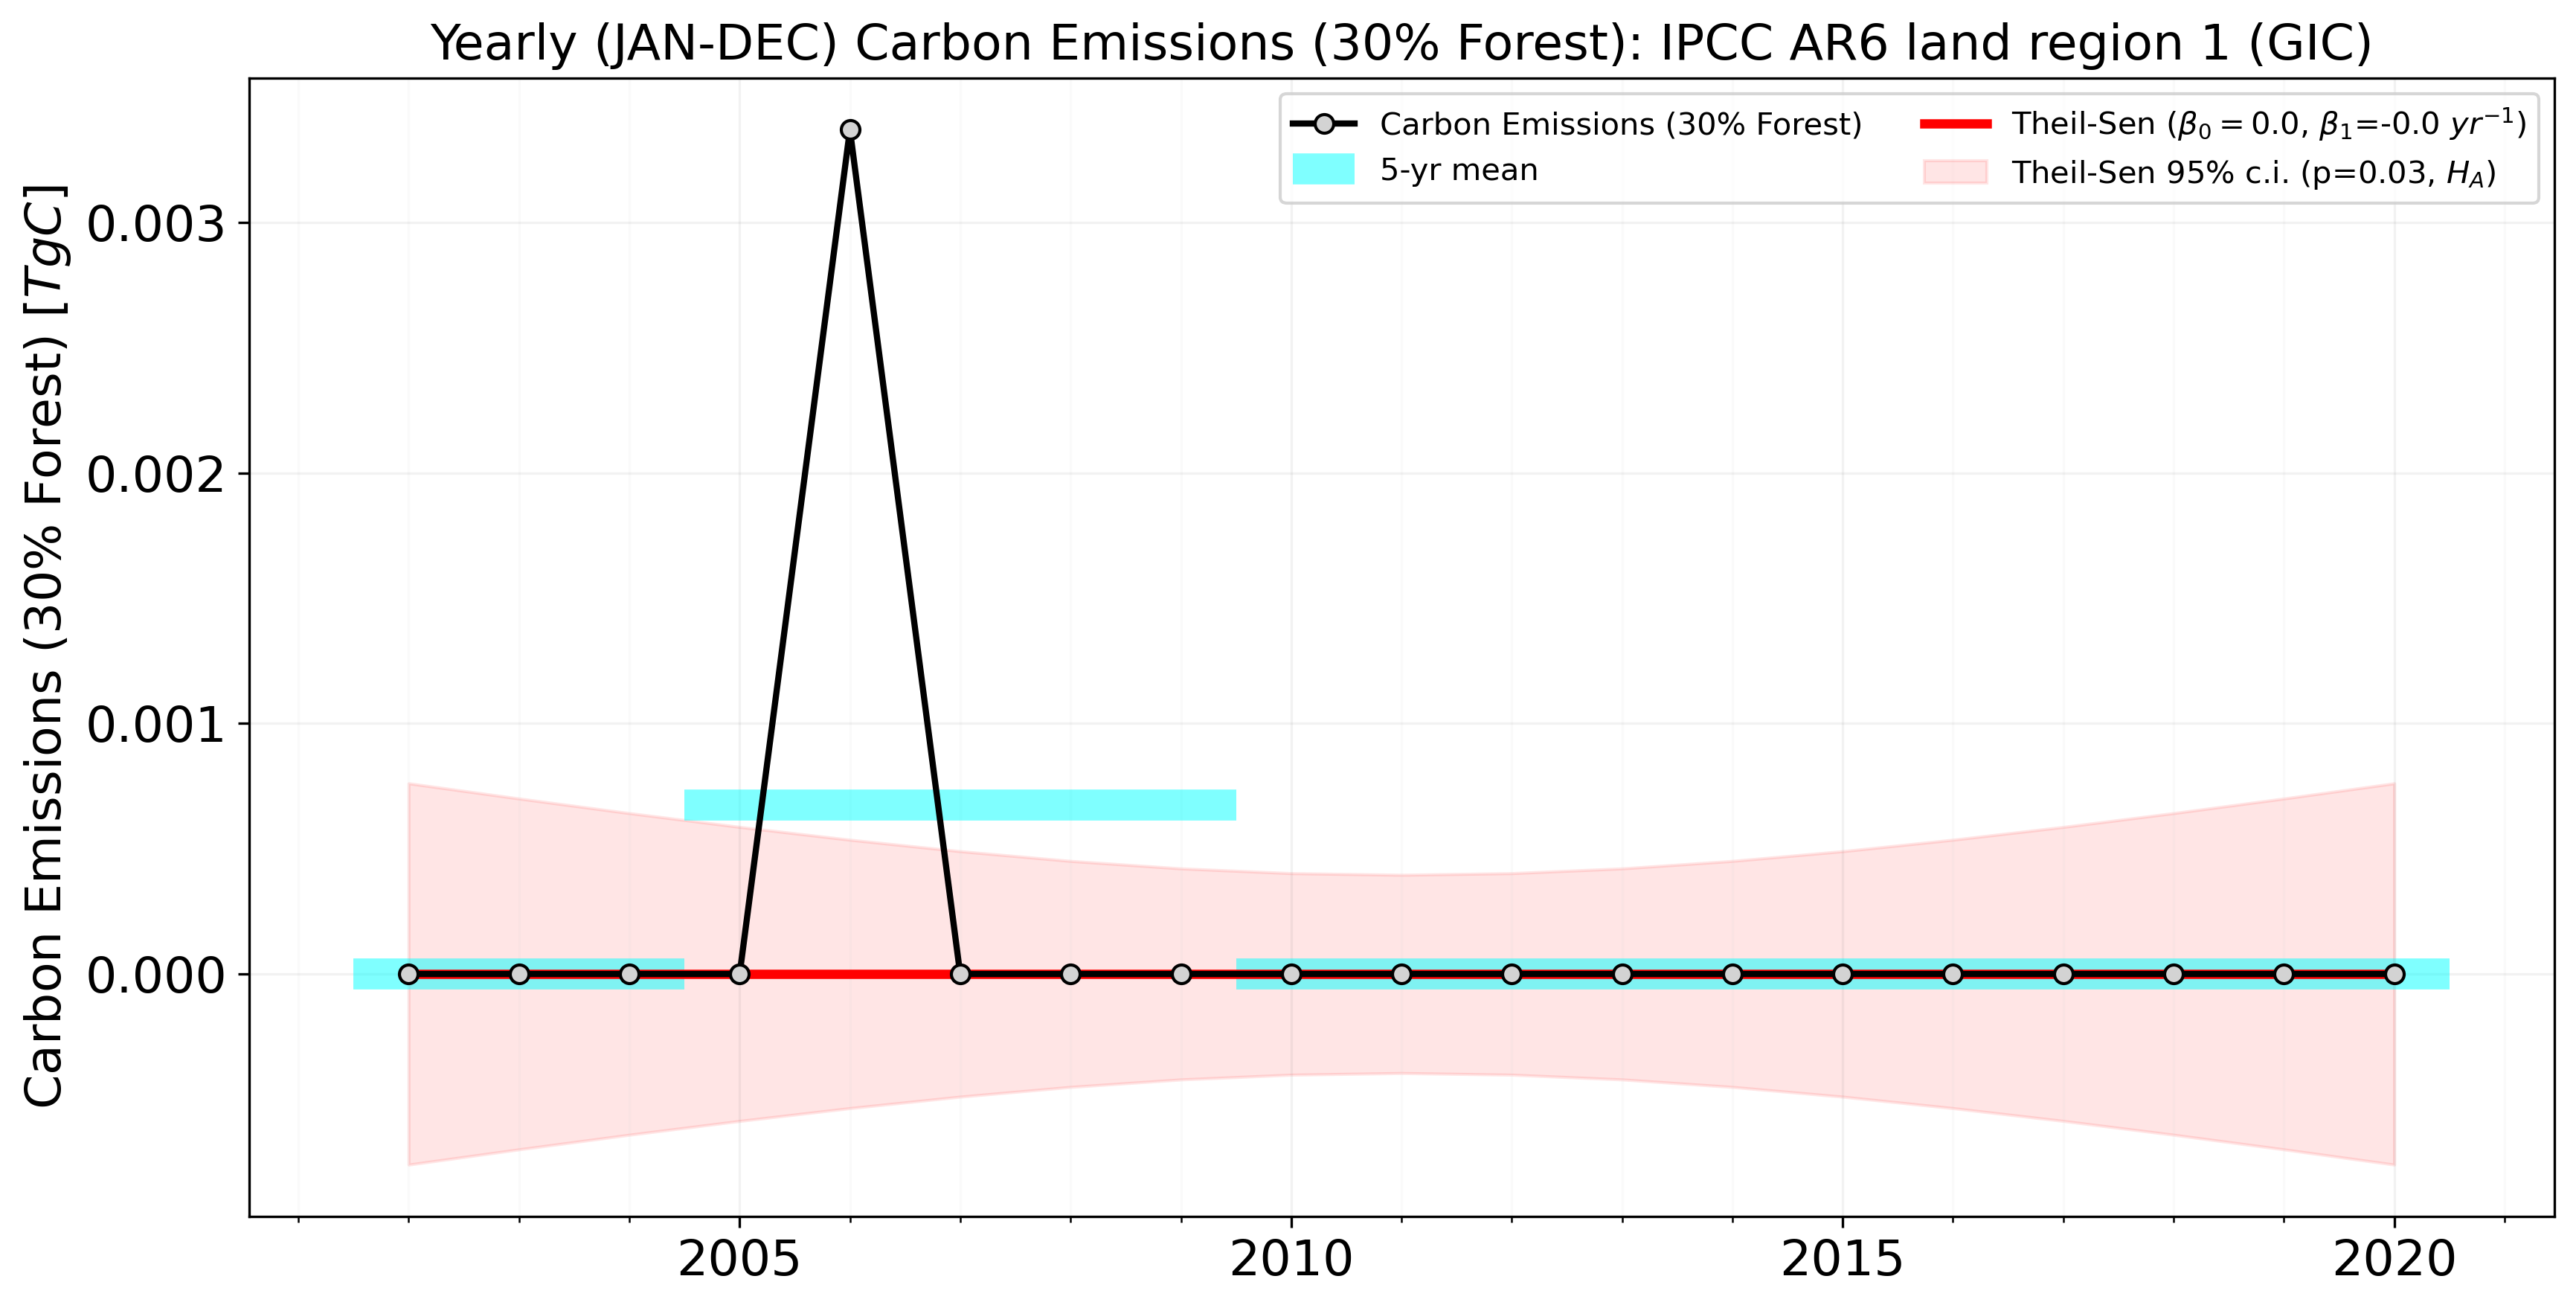 Yearly (JAN-DEC) Carbon Emissions (30% Forest): IPCC AR6 land region 1 (GIC)
Carbon Emissions (30% Forest)
5-yr mean
Theil-Sen (β₀ = 0.0, β₁=-0.0 yr⁻¹)
Theil-Sen 95% c.i. (p=0.03, H_A)
Carbon Emissions (30% Forest) [TgC]
0.003
0.002
0.001
0.000
2005
2010
2015
2020